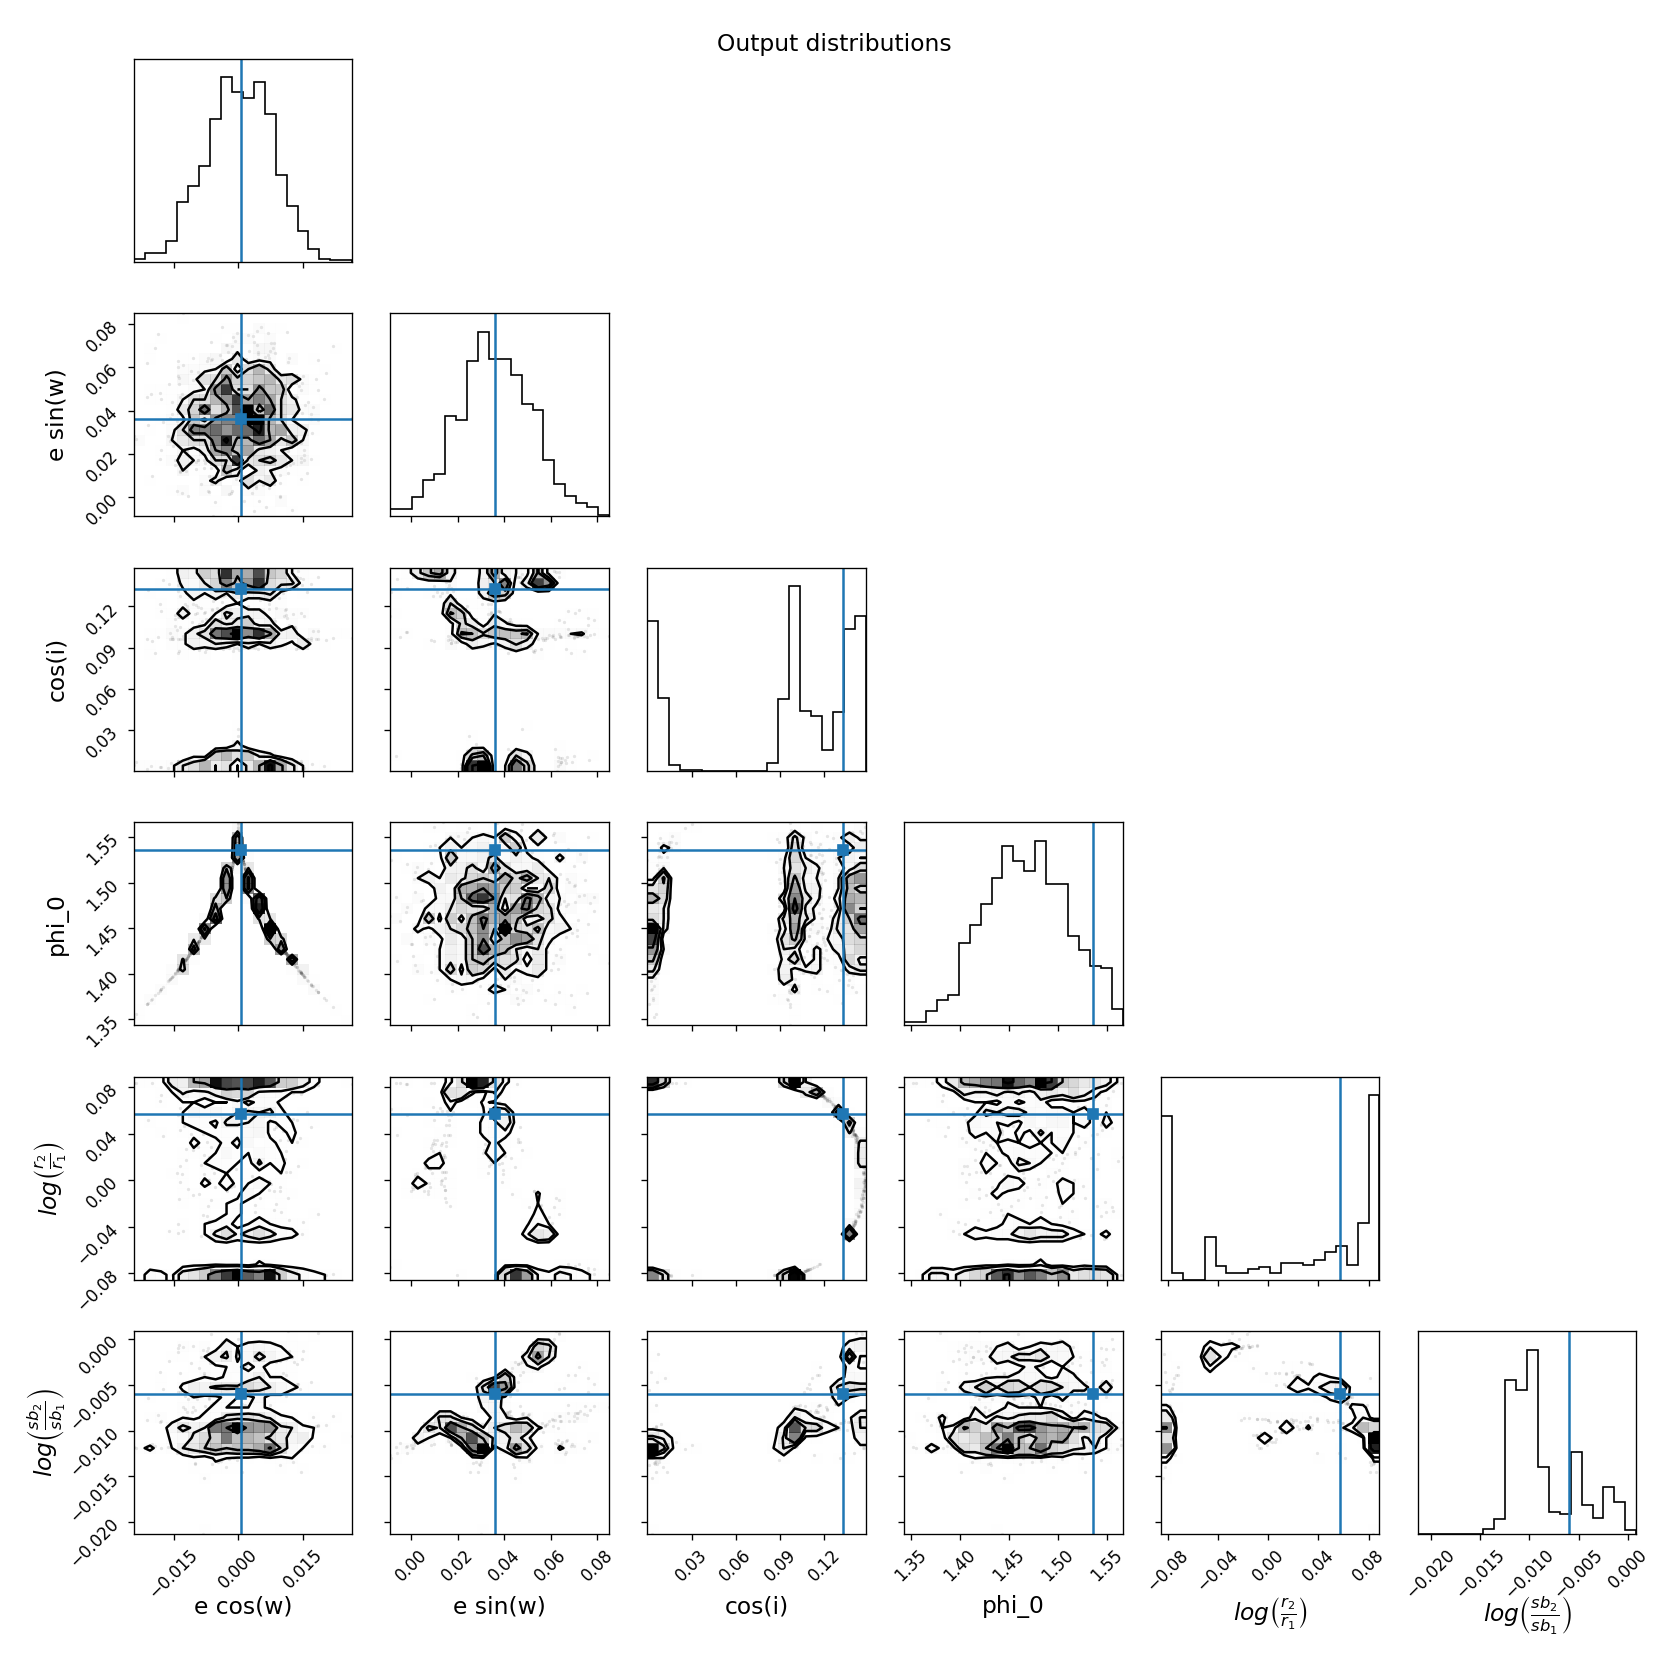 Output distributions
e sin(w)
0.08
0.06
0.04
0.02
0.00
cos(i)
0.12
0.09
0.06
0.03
phi_0
1.55
1.50
1.45
1.40
1.35
log(r₂/r₁)
0.08
0.04
0.00
−0.04
−0.08
log(sb₂/sb₁)
0.000
−0.005
−0.010
−0.015
−0.020
−0.015 0.000 0.015
0.00 0.02 0.04 0.06 0.08
0.03 0.06 0.09 0.12
1.35 1.40 1.45 1.50 1.55
−0.08 −0.04 0.00 0.04 0.08
−0.020 −0.015 −0.010 −0.005 0.000
e cos(w) e sin(w) cos(i) phi_0 log(r₂/r₁) log(sb₂/sb₁)